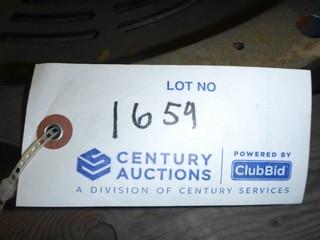 LOT NO
1659
CENTURY AUCTIONS
POWERED BY
ClubBid
A DIVISION OF CENTURY SERVICES